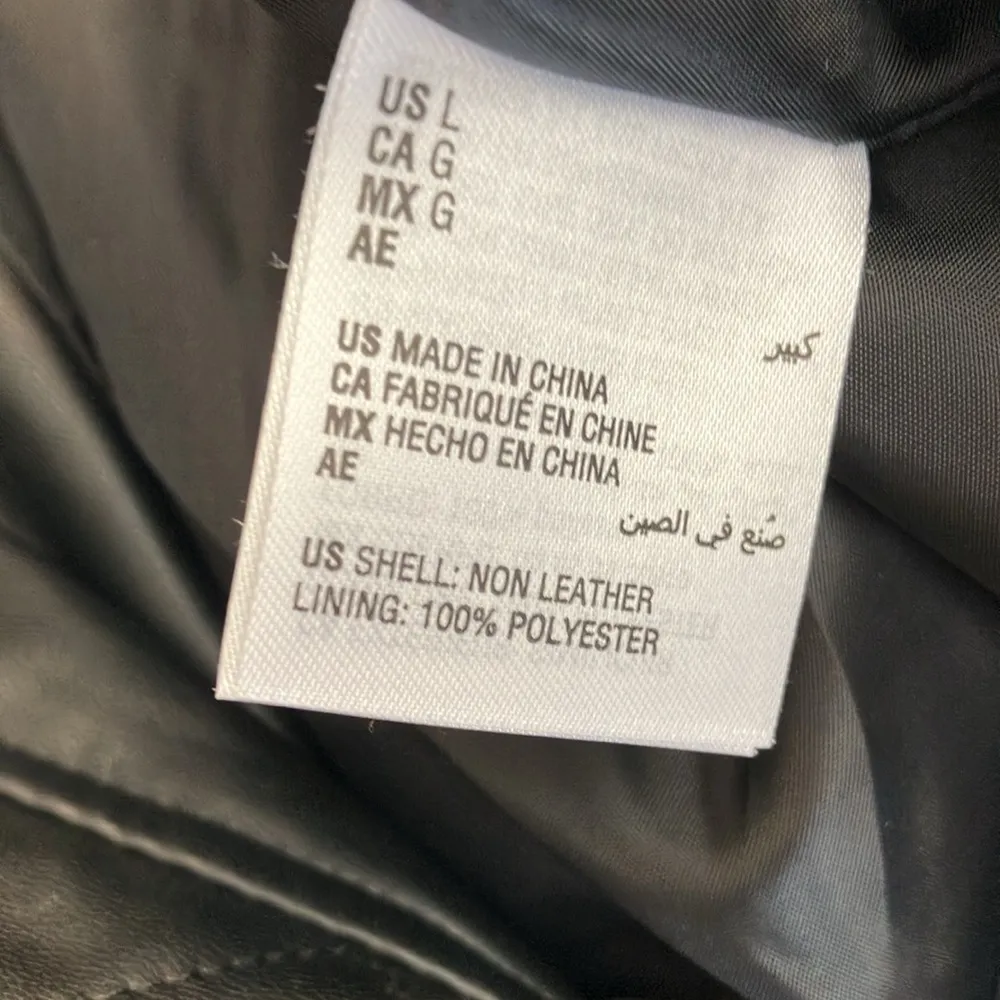 US L
CA G
MX G
AE
كبير
US MADE IN CHINA
CA FABRIQUÉ EN CHINE
MX HECHO EN CHINA
AE
صُنع في الصين
US SHELL: NON LEATHER
LINING: 100% POLYESTER